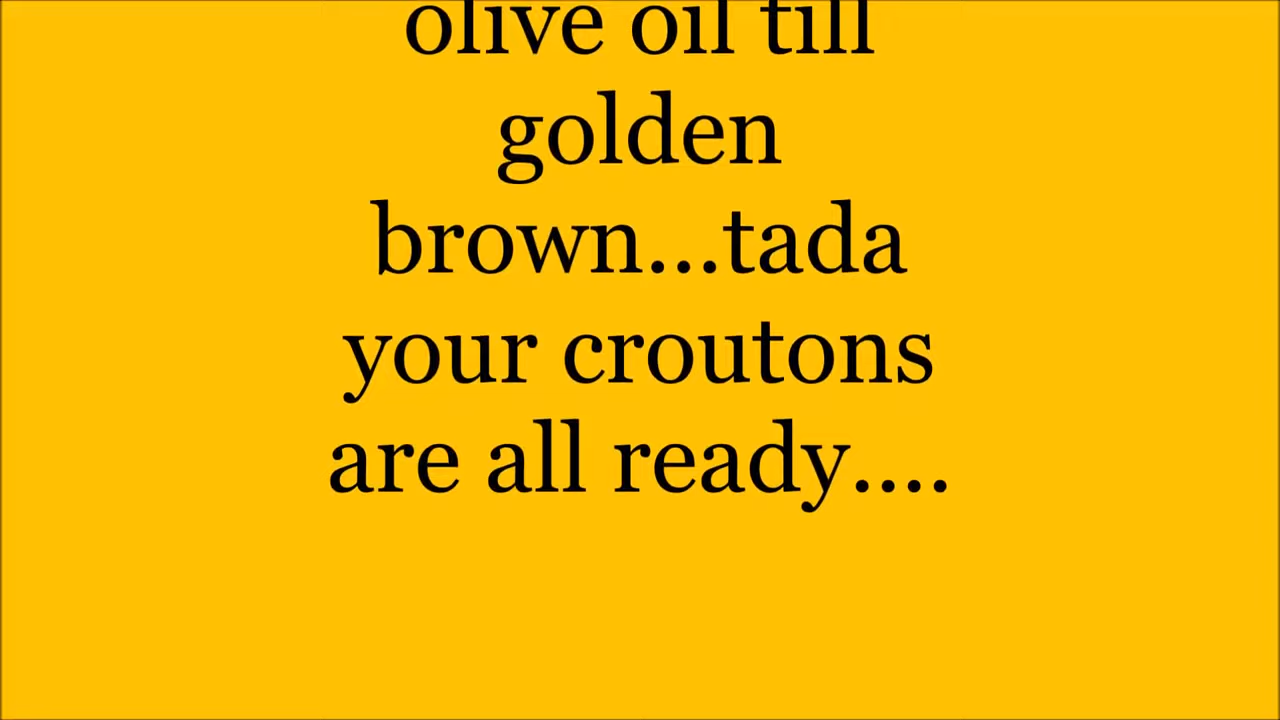 olive oil till
golden
brown...tada
your croutons
are all ready....